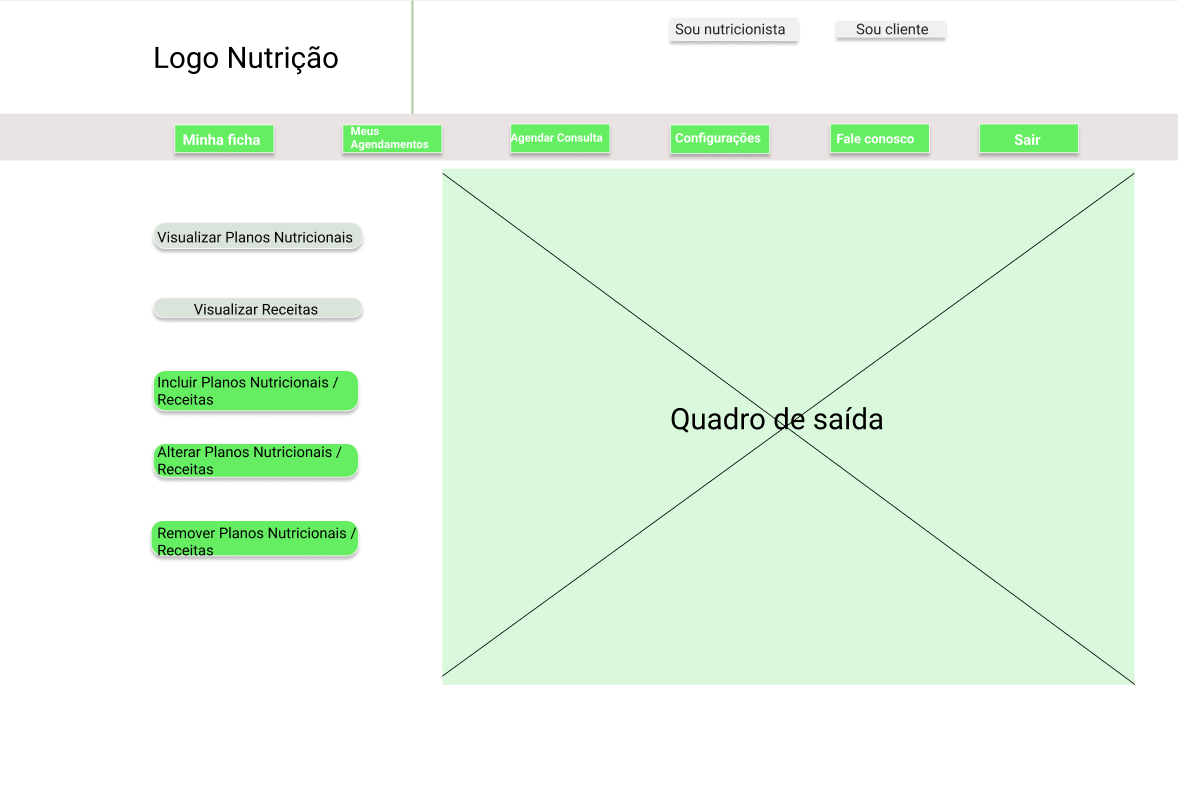 Logo Nutrição
Sou nutricionista
Sou cliente
Minha ficha
Meus
Agendamentos
Agendar Consulta
Configurações
Fale conosco
Sair
Visualizar Planos Nutricionais
Visualizar Receitas
Incluir Planos Nutricionais /
Receitas
Alterar Planos Nutricionais /
Receitas
Remover Planos Nutricionais /
Receitas
Quadro de saída